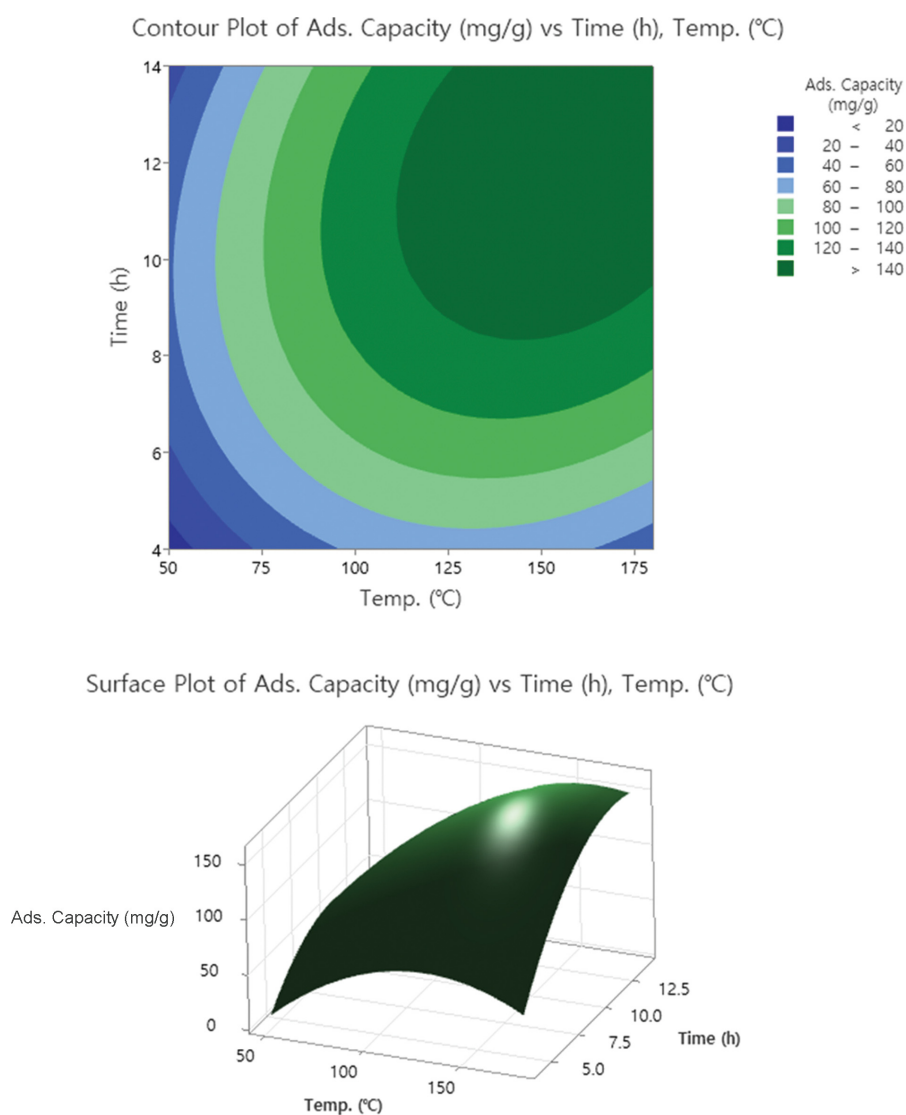 Contour Plot of Ads. Capacity (mg/g) vs Time (h), Temp. (℃)
14
12
10
8
6
4
Time (h)
50 75 100 125 150 175
Temp. (℃)
Ads. Capacity
(mg/g)
< 20
20 – 40
40 – 60
60 – 80
80 – 100
100 – 120
120 – 140
> 140
Surface Plot of Ads. Capacity (mg/g) vs Time (h), Temp. (℃)
150
100
50
0
Ads. Capacity (mg/g)
50
100
150
Temp. (℃)
12.5
10.0
7.5
5.0
Time (h)